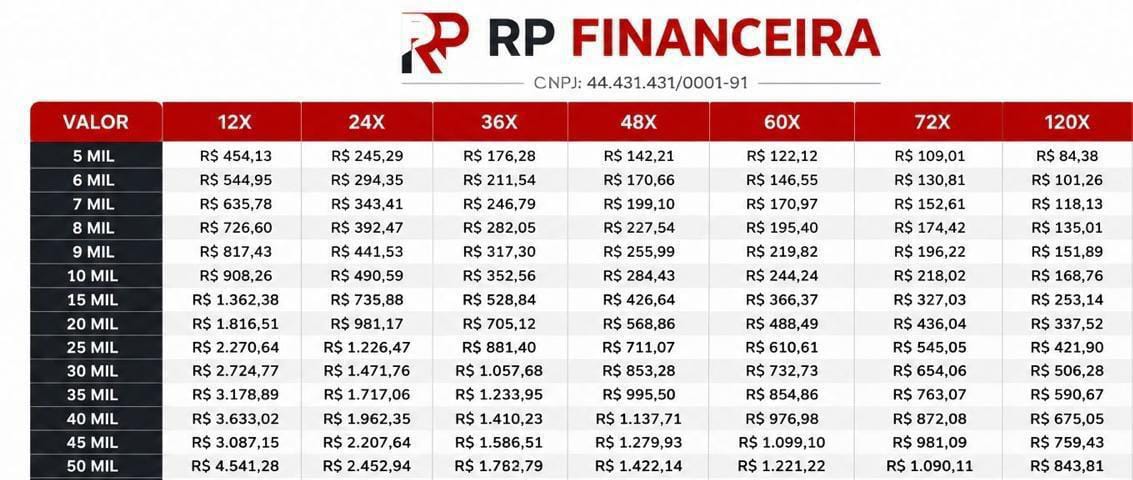 RP RP FINANCEIRA
CNPJ: 44.431.431/0001-91
VALOR 12X 24X 36X 48X 60X 72X 120X
5 MIL R$ 454,13 R$ 245,29 R$ 176,28 R$ 142,21 R$ 122,12 R$ 109,01 R$ 84,38
6 MIL R$ 544,95 R$ 294,35 R$ 211,54 R$ 170,66 R$ 146,55 R$ 130,81 R$ 101,26
7 MIL R$ 635,78 R$ 343,41 R$ 246,79 R$ 199,10 R$ 170,97 R$ 152,61 R$ 118,13
8 MIL R$ 726,60 R$ 392,47 R$ 282,05 R$ 227,54 R$ 195,40 R$ 174,42 R$ 135,01
9 MIL R$ 817,43 R$ 441,53 R$ 317,30 R$ 255,99 R$ 219,82 R$ 196,22 R$ 151,89
10 MIL R$ 908,26 R$ 490,59 R$ 352,56 R$ 284,43 R$ 244,24 R$ 218,02 R$ 168,76
15 MIL R$ 1.362,38 R$ 735,88 R$ 528,84 R$ 426,64 R$ 366,37 R$ 327,03 R$ 253,14
20 MIL R$ 1.816,51 R$ 981,17 R$ 705,12 R$ 568,86 R$ 488,49 R$ 436,04 R$ 337,52
25 MIL R$ 2.270,64 R$ 1.226,47 R$ 881,40 R$ 711,07 R$ 610,61 R$ 545,05 R$ 421,90
30 MIL R$ 2.724,77 R$ 1.471,76 R$ 1.057,68 R$ 853,28 R$ 732,73 R$ 654,06 R$ 506,28
35 MIL R$ 3.178,89 R$ 1.717,06 R$ 1.233,95 R$ 995,50 R$ 854,86 R$ 763,07 R$ 590,67
40 MIL R$ 3.633,02 R$ 1.962,35 R$ 1.410,23 R$ 1.137,71 R$ 976,98 R$ 872,08 R$ 675,05
45 MIL R$ 3.087,15 R$ 2.207,64 R$ 1.586,51 R$ 1.279,93 R$ 1.099,10 R$ 981,09 R$ 759,43
50 MIL R$ 4.541,28 R$ 2.452,94 R$ 1.782,79 R$ 1.422,14 R$ 1.221,22 R$ 1.090,11 R$ 843,81